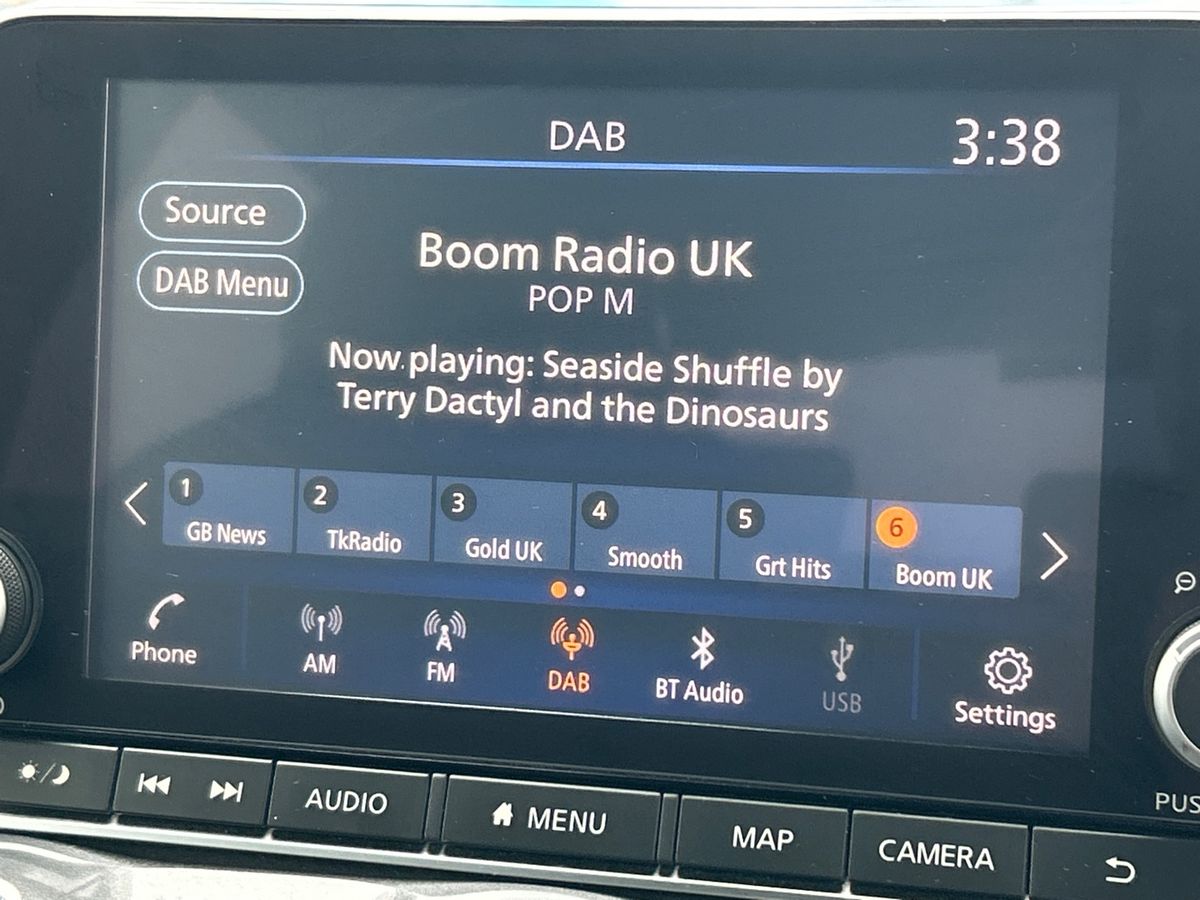 DAB
3:38
Source
DAB Menu
Boom Radio UK
POP M
Now playing: Seaside Shuffle by
Terry Dactyl and the Dinosaurs
1 GB News
2 TkRadio
3 Gold UK
4 Smooth
5 Grt Hits
6 Boom UK
Phone
AM
FM
DAB
BT Audio
USB
Settings
AUDIO
MENU
MAP
CAMERA